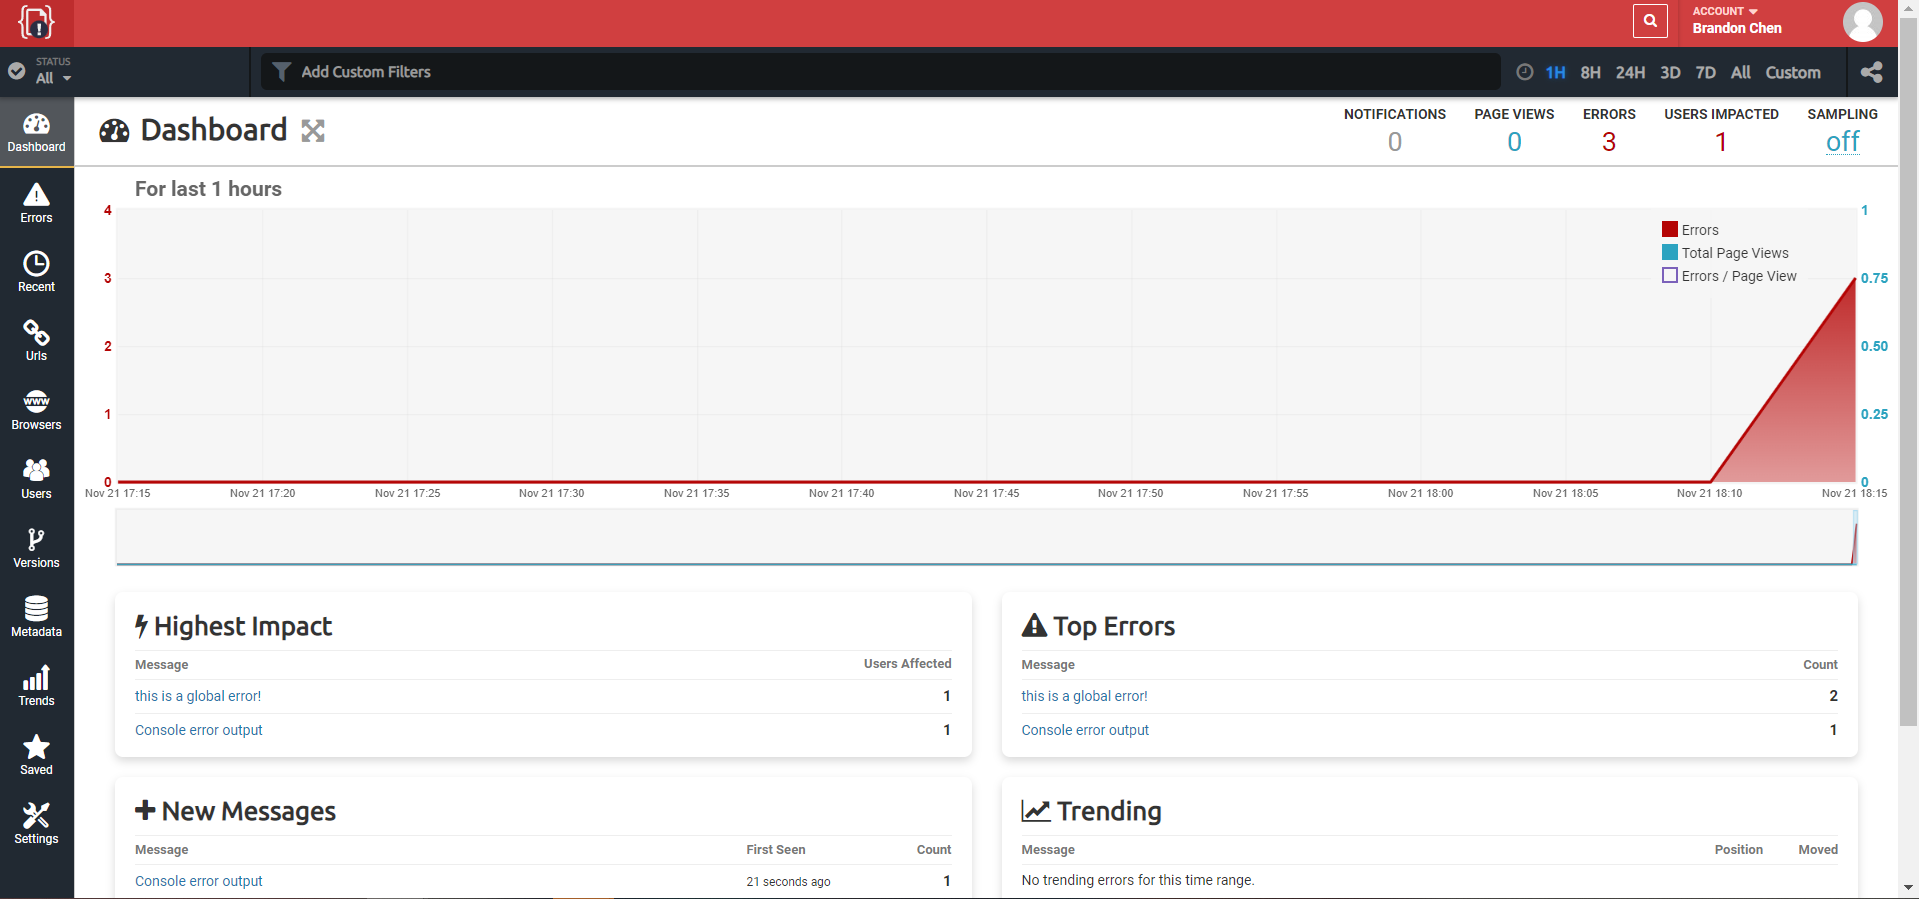 ACCOUNT
Brandon Chen
STATUS
All
Add Custom Filters
1H 8H 24H 3D 7D All Custom
Dashboard
Errors
Recent
Urls
WWW
Browsers
Users
Versions
Metadata
Trends
Saved
Settings
Dashboard
NOTIFICATIONS PAGE VIEWS ERRORS USERS IMPACTED SAMPLING
0 0 3 1 off
For last 1 hours
4
3
2
1
0
1
0.75
0.50
0.25
0
Errors
Total Page Views
Errors / Page View
Nov 21 17:15 Nov 21 17:20 Nov 21 17:25 Nov 21 17:30 Nov 21 17:35 Nov 21 17:40 Nov 21 17:45 Nov 21 17:50 Nov 21 17:55 Nov 21 18:00 Nov 21 18:05 Nov 21 18:10 Nov 21 18:15
Highest Impact
Message Users Affected
this is a global error! 1
Console error output 1
Top Errors
Message Count
this is a global error! 2
Console error output 1
New Messages
Message First Seen Count
Console error output 21 seconds ago 1
Trending
Message Position Moved
No trending errors for this time range.